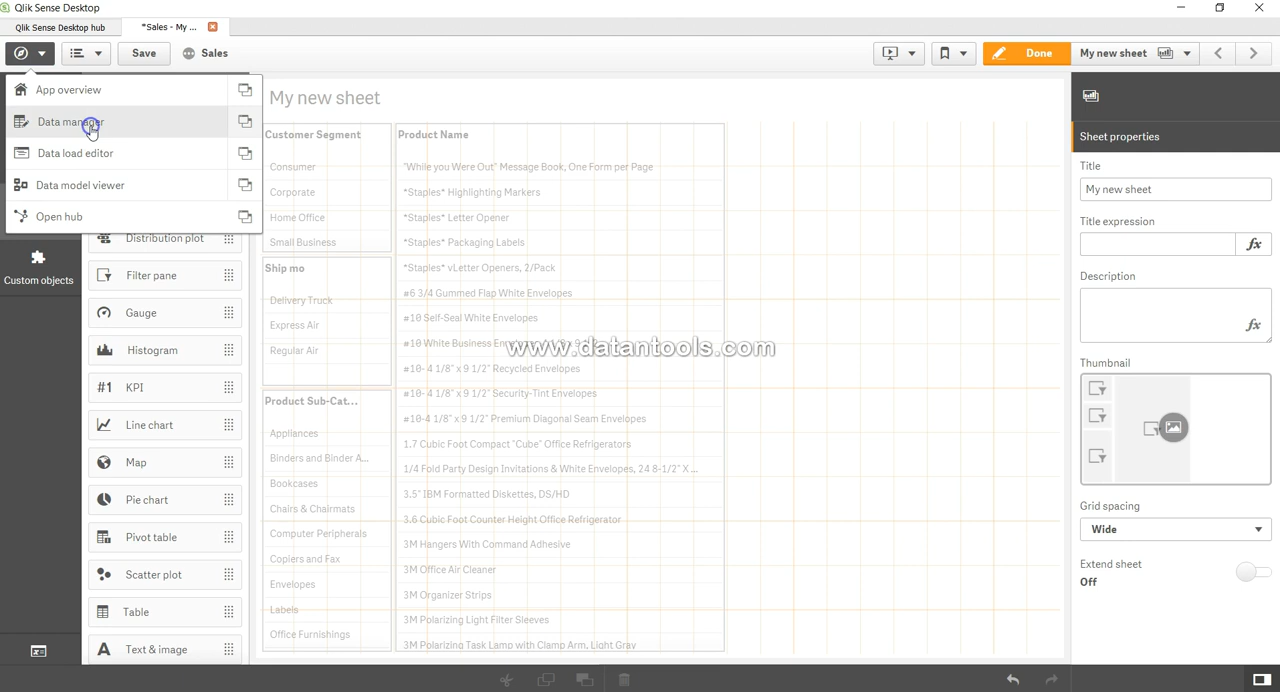 Qlik Sense Desktop
Qlik Sense Desktop hub
*Sales - My ...
Save
Sales
Done
My new sheet
App overview
Data manager
Data load editor
Data model viewer
Open hub
Custom objects
Distribution plot
Filter pane
Gauge
Histogram
#1 KPI
Line chart
Map
Pie chart
Pivot table
Scatter plot
Table
A Text & image
My new sheet
Customer Segment
Consumer
Corporate
Home Office
Small Business
Ship mo
Delivery Truck
Express Air
Regular Air
Product Sub-Cat...
Appliances
Binders and Binder A...
Bookcases
Chairs & Chairmats
Computer Peripherals
Copiers and Fax
Envelopes
Labels
Office Furnishings
Product Name
"While you Were Out" Message Book, One Form per Page
*Staples* Highlighting Markers
*Staples* Letter Opener
*Staples* Packaging Labels
*Staples* vLetter Openers, 2/Pack
#6 3/4 Gummed Flap White Envelopes
#10 Self-Seal White Envelopes
#10 White Business
www.datantools.com
#10- 4 1/8" x 9 1/2" Recycled Envelopes
#10- 4 1/8" x 9 1/2" Security-Tint Envelopes
#10-4 1/8" x 9 1/2" Premium Diagonal Seam Envelopes
1.7 Cubic Foot Compact "Cube" Office Refrigerators
1/4 Fold Party Design Invitations & White Envelopes, 24 8-1/2" X ...
3.5" IBM Formatted Diskettes, DS/HD
3.6 Cubic Foot Counter Height Office Refrigerator
3M Hangers With Command Adhesive
3M Office Air Cleaner
3M Organizer Strips
3M Polarizing Light Filter Sleeves
3M Polarizing Task Lamp with Clamp Arm, Light Gray
Sheet properties
Title
My new sheet
Title expression
fx
Description
fx
Thumbnail
Grid spacing
Wide
Extend sheet
Off